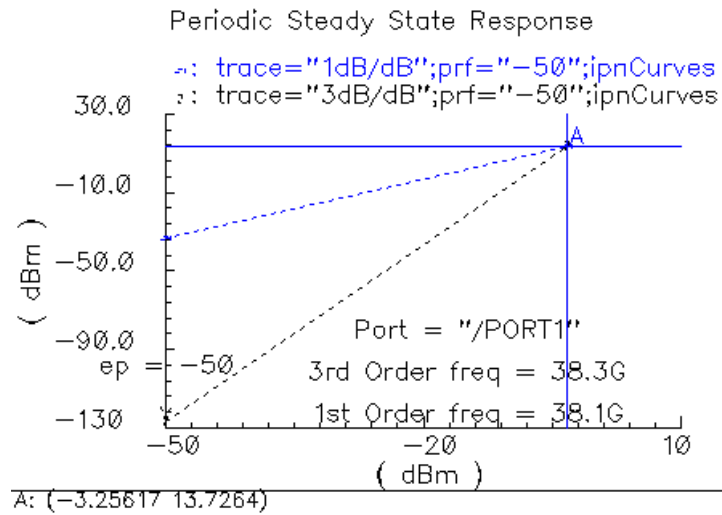 Periodic Steady State Response
trace="1dB/dB";prf="-50";ipnCurves
trace="3dB/dB";prf="-50";ipnCurves
30.0
-10.0
-50.0
-90.0
-130
( dBm )
A
ep = -50
Port = "/PORT1"
3rd Order freq = 38.3G
1st Order freq = 38.1G
-50
-20
10
( dBm )
A: (-3.25617 13.7264)